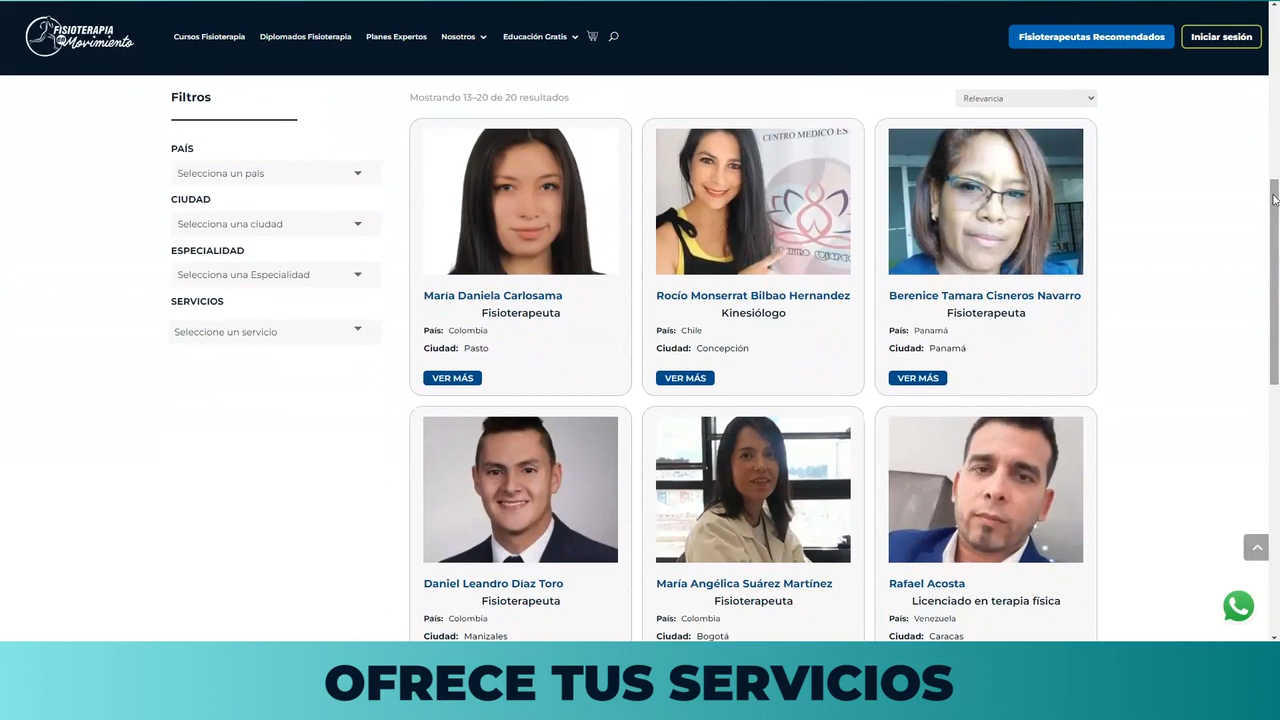 FISIOTERAPIA
en Movimiento
Cursos Fisioterapia
Diplomados Fisioterapia
Planes Expertos
Nosotros
Educación Gratis
Fisioterapeutas Recomendados
Iniciar sesión
Filtros
PAÍS
Selecciona un país
CIUDAD
Selecciona una ciudad
ESPECIALIDAD
Selecciona una Especialidad
SERVICIOS
Seleccione un servicio
Mostrando 13–20 de 20 resultados
Relevancia
María Daniela Carlosama
Fisioterapeuta
País: Colombia
Ciudad: Pasto
VER MÁS
CENTRO MEDICO ES
Rocío Monserrat Bilbao Hernandez
Kinesiólogo
País: Chile
Ciudad: Concepción
VER MÁS
Berenice Tamara Cisneros Navarro
Fisioterapeuta
País: Panamá
Ciudad: Panamá
VER MÁS
Daniel Leandro Díaz Toro
Fisioterapeuta
País: Colombia
Ciudad: Manizales
María Angélica Suárez Martínez
Fisioterapeuta
País: Colombia
Ciudad: Bogotá
Rafael Acosta
Licenciado en terapia física
País: Venezuela
Ciudad: Caracas
OFRECE TUS SERVICIOS